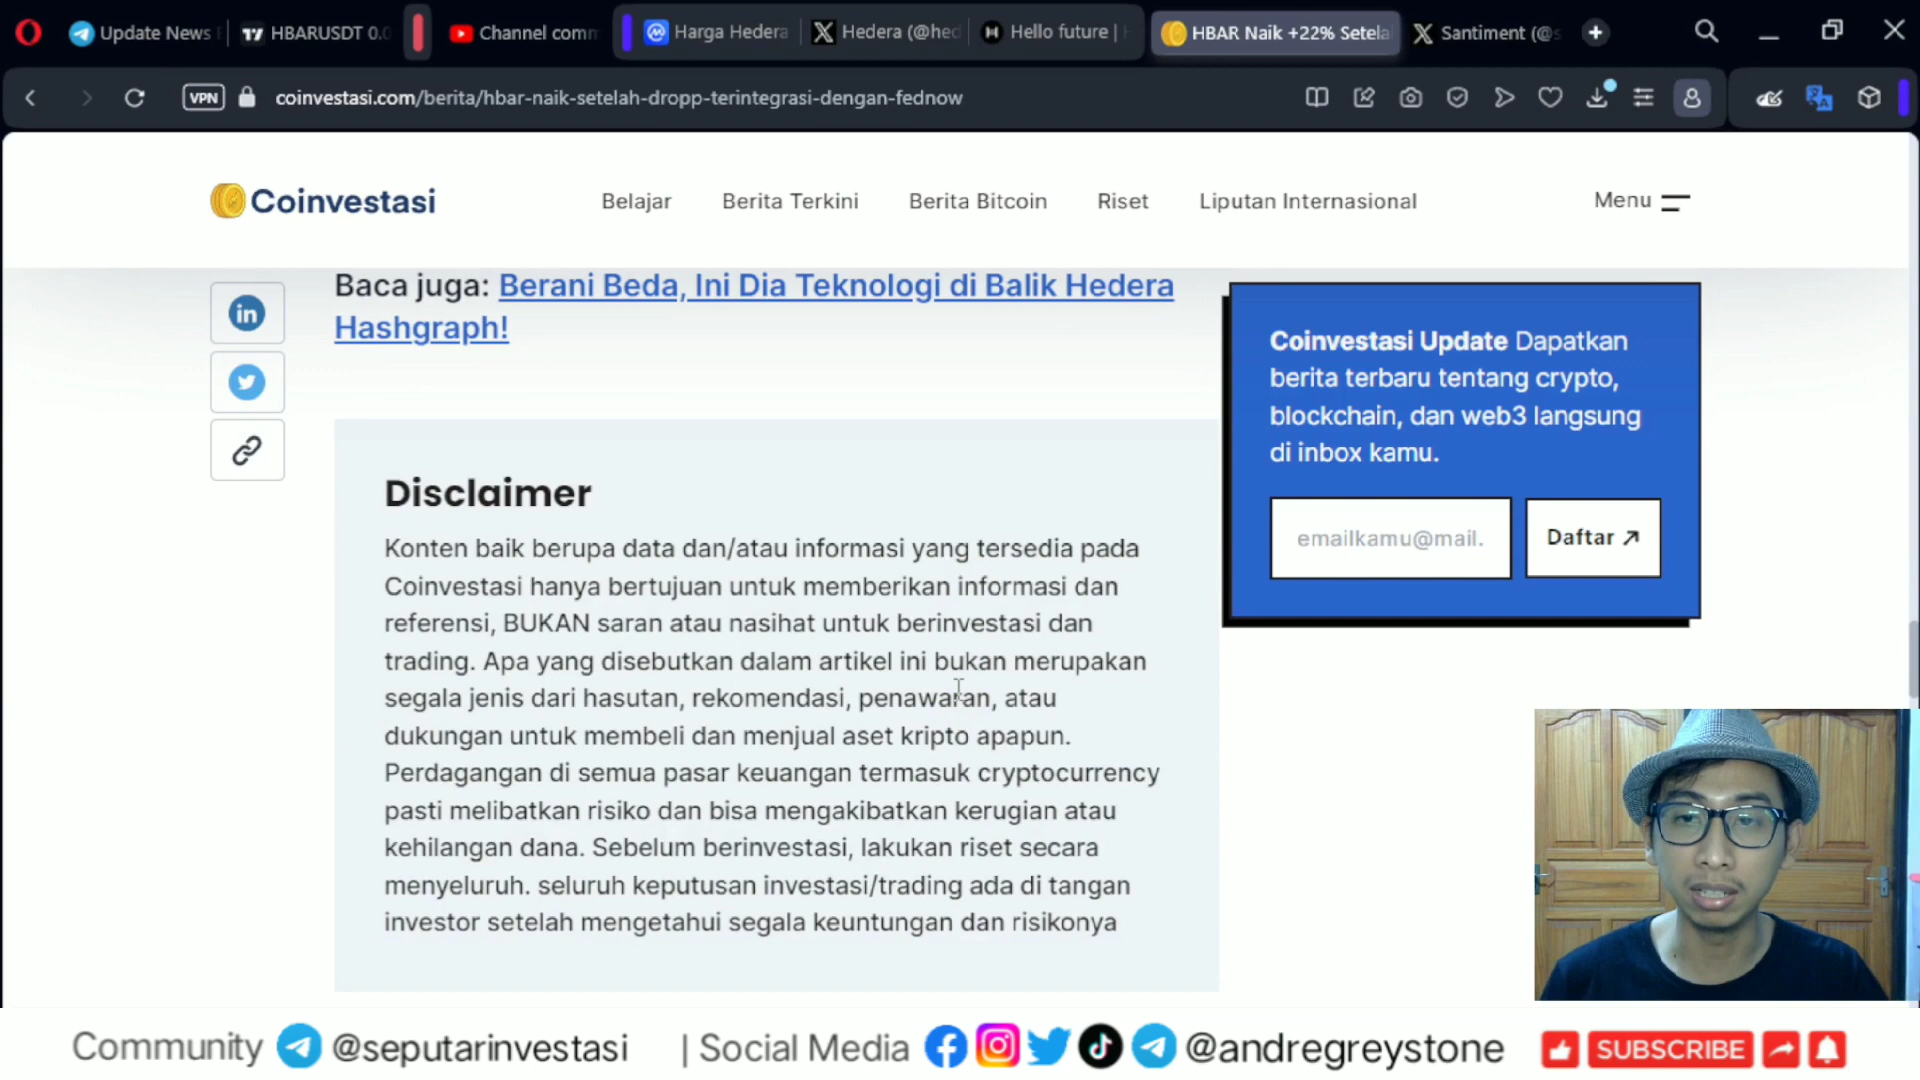 Update News
HBARUSDT 0.0
Channel comm
Harga Hedera
Hedera (@hed
Hello future |
HBAR Naik +22% Setela
Santiment (@s
VPN
coinvestasi.com/berita/hbar-naik-setelah-dropp-terintegrasi-dengan-fednow
Coinvestasi
Belajar
Berita Terkini
Berita Bitcoin
Riset
Liputan Internasional
Menu
Baca juga: Berani Beda, Ini Dia Teknologi di Balik Hedera
Hashgraph!
Disclaimer
Konten baik berupa data dan/atau informasi yang tersedia pada
Coinvestasi hanya bertujuan untuk memberikan informasi dan
referensi, BUKAN saran atau nasihat untuk berinvestasi dan
trading. Apa yang disebutkan dalam artikel ini bukan merupakan
segala jenis dari hasutan, rekomendasi, penawaran, atau
dukungan untuk membeli dan menjual aset kripto apapun.
Perdagangan di semua pasar keuangan termasuk cryptocurrency
pasti melibatkan risiko dan bisa mengakibatkan kerugian atau
kehilangan dana. Sebelum berinvestasi, lakukan riset secara
menyeluruh. seluruh keputusan investasi/trading ada di tangan
investor setelah mengetahui segala keuntungan dan risikonya
Coinvestasi Update Dapatkan
berita terbaru tentang crypto,
blockchain, dan web3 langsung
di inbox kamu.
emailkamu@mail.
Daftar
Community @seputarinvestasi | Social Media @andregreystone SUBSCRIBE